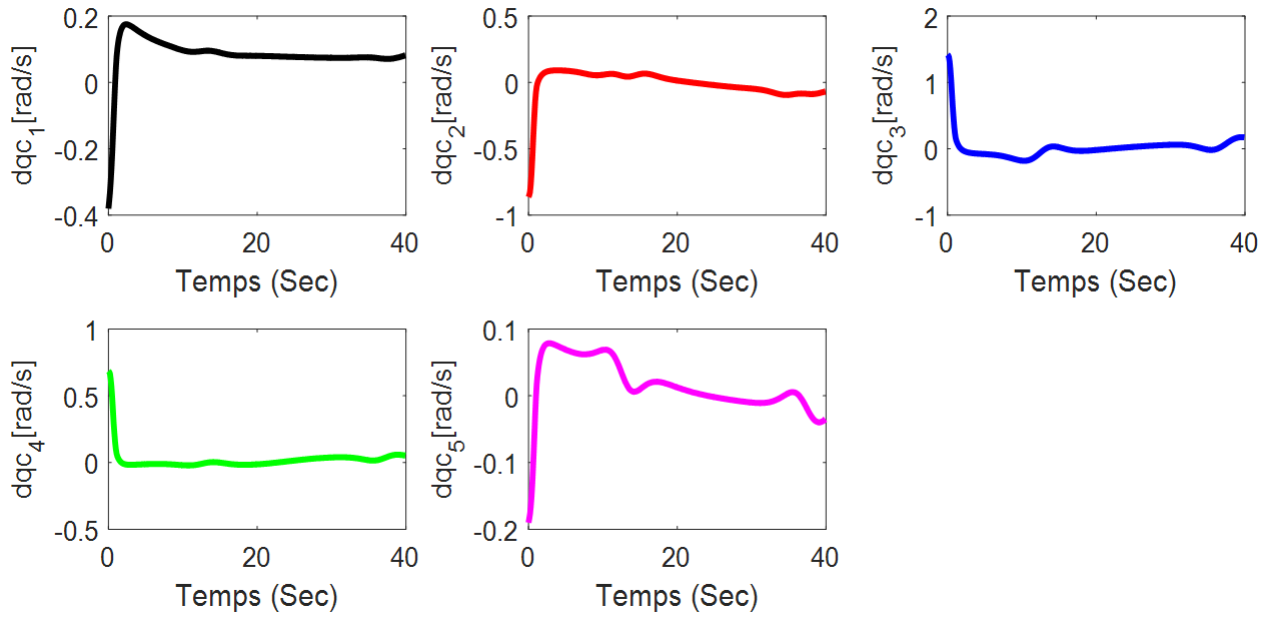 dqc₁[rad/s]
0.2
0
-0.2
-0.4
0 20 40
Temps (Sec)
dqc₂[rad/s]
0.5
0
-0.5
-1
0 20 40
Temps (Sec)
dqc₃[rad/s]
2
1
0
-1
0 20 40
Temps (Sec)
dqc₄[rad/s]
1
0.5
0
-0.5
0 20 40
Temps (Sec)
dqc₅[rad/s]
0.1
0
-0.1
-0.2
0 20 40
Temps (Sec)